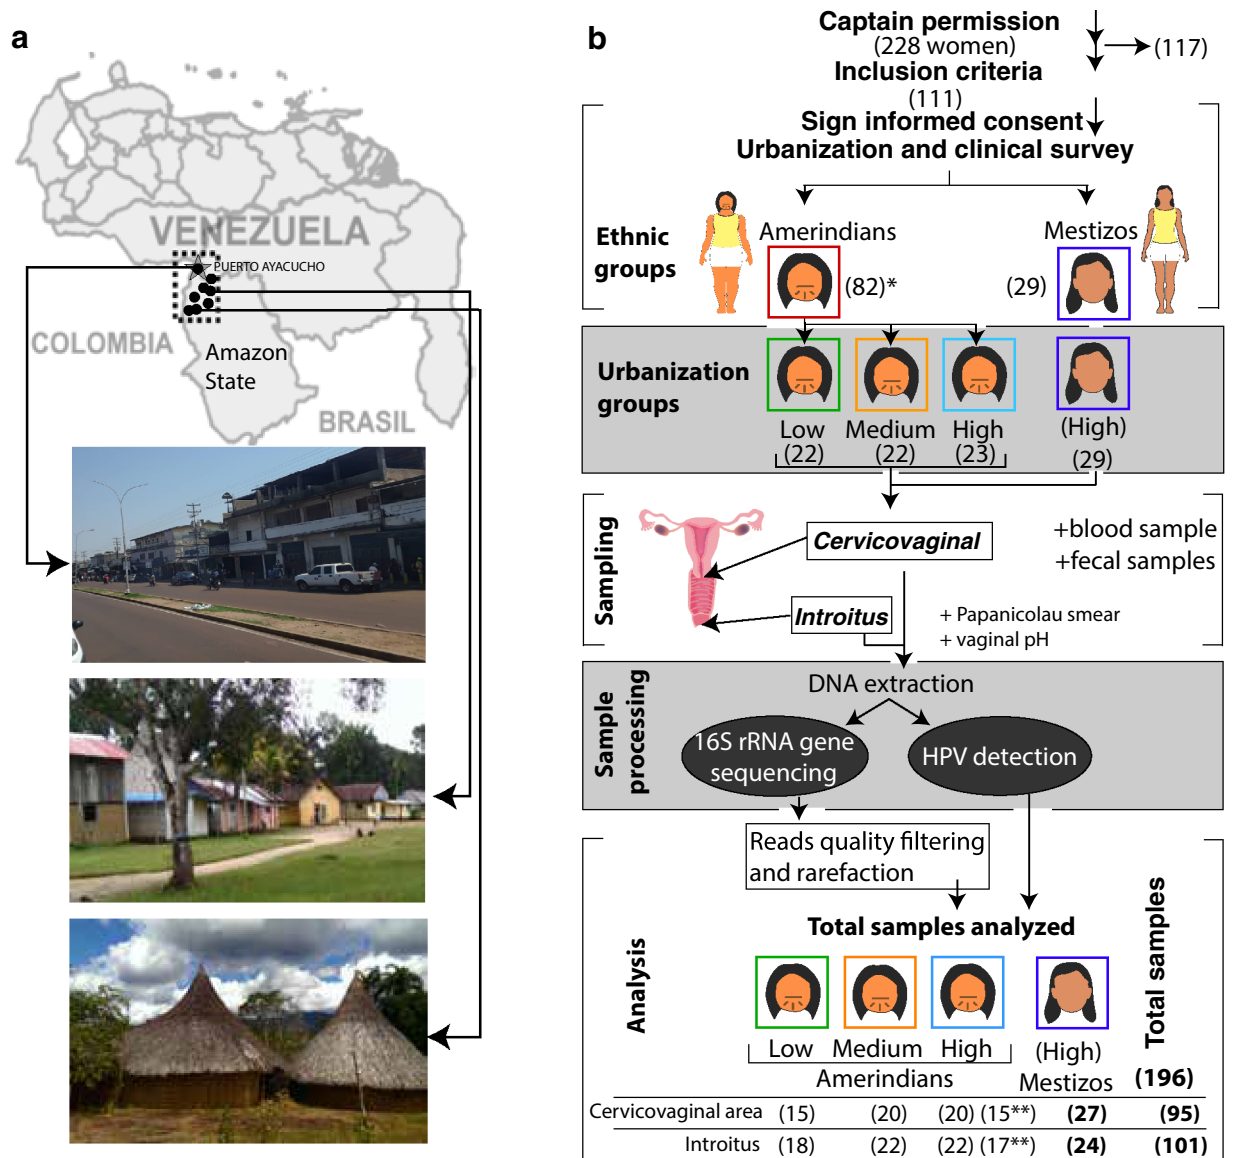 a
VENEZUELA
PUERTO AYACUCHO
COLOMBIA
Amazon
State
BRASIL
b
Captain permission
(228 women)
(117)
Inclusion criteria
(111)
Sign informed consent
Urbanization and clinical survey
Ethnic
groups
Amerindians
Mestizos
(82)*
(29)
Urbanization
groups
Low
Medium
High
(High)
(22)
(22)
(23)
(29)
Sampling
Cervicovaginal
+blood sample
+fecal samples
Introitus
+ Papanicolau smear
+ vaginal pH
Sample
processing
DNA extraction
16S rRNA gene
sequencing
HPV detection
Reads quality filtering
and rarefaction
Analysis
Total samples analyzed
Total samples
Low
Medium
High
(High)
Amerindians
Mestizos
(196)
Cervicovaginal area (15) (20) (20) (15**) (27) (95)
Introitus (18) (22) (22) (17**) (24) (101)